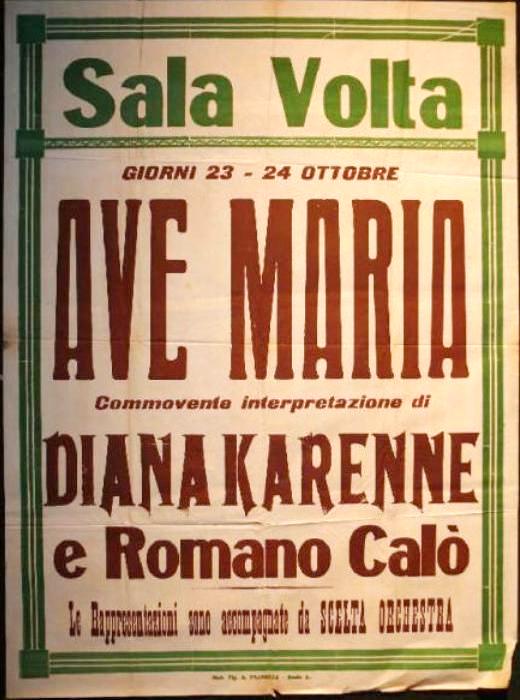 Sala Volta
GIORNI 23 - 24 OTTOBRE
AVE MARIA
Commovente interpretazione di
DIANA KARENNE
e Romano Calò
Le Rappresentazioni sono accompagnate da SCELTA ORCHESTRA